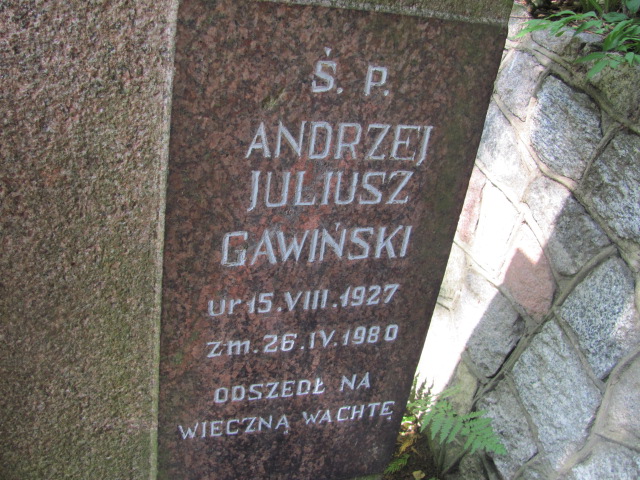 Ś. P.
ANDRZEJ
JULIUSZ
GAWIŃSKI
ur 15.VIII.1927
zm.26.IV.1980
ODSZEDŁ NA
WIECZNĄ WACHTĘ